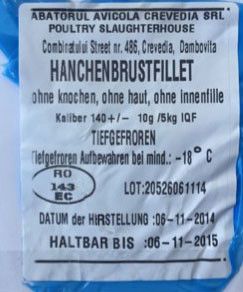 ABATORUL AVICOLA CREVEDIA SRL
POULTRY SLAUGHTERHOUSE
Combinatului Street nr. 486, Crevedia, Dambovita
HANCHENBRUSTFILLET
ohne knochen, ohne haut, ohne innenfille
Kaliber 140+/- 10g /5kg IQF
TIEFGEFROREN
Tiefgefroren Aufbewahren bei mind.: -18° C
RO
143
EC
LOT:20526061114
DATUM der HIRSTELLUNG :06-11-2014
HALTBAR BIS :06-11-2015